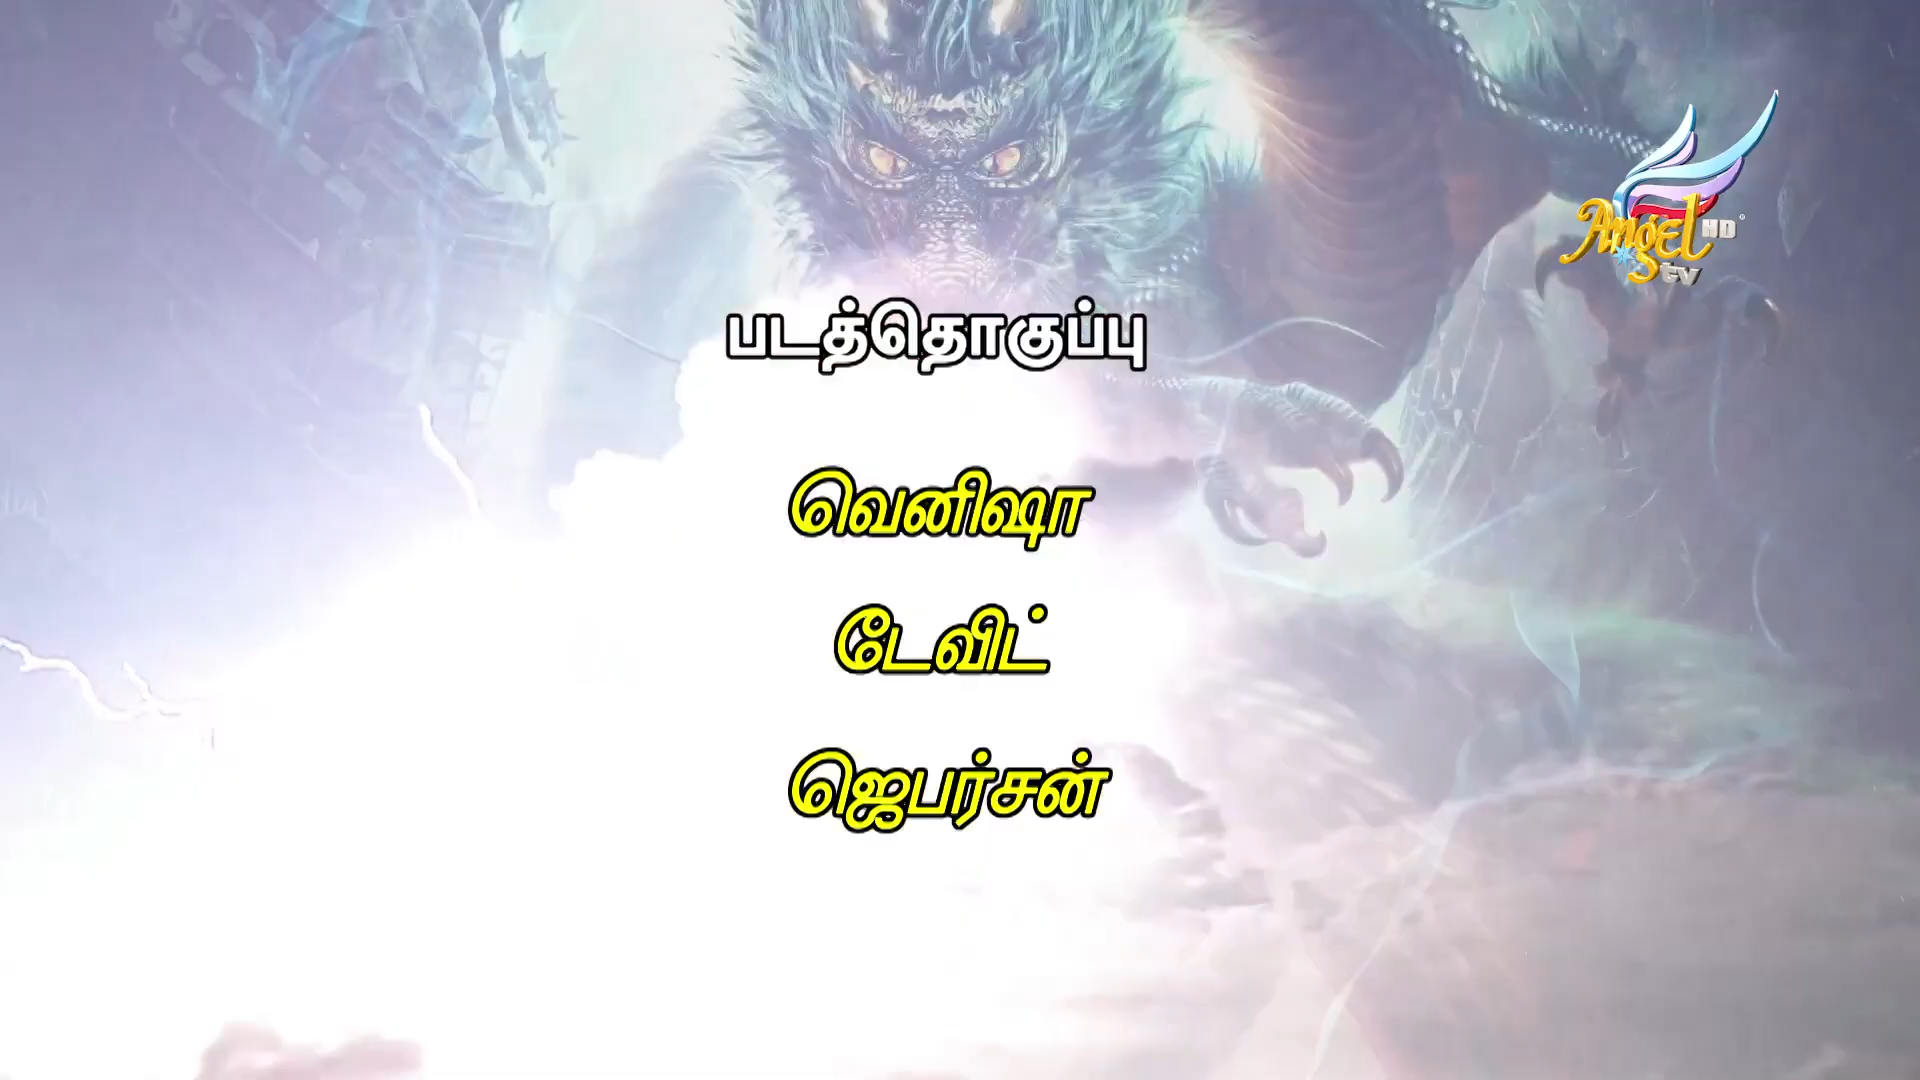 Angel HD
tv
படத்தொகுப்பு
வெனிஷா
டேவிட்
ஜெபர்சன்